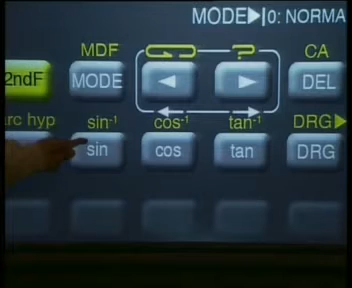 MODE▶|0: NORMA
MDF CA
2ndF MODE ◀ ▶ DEL
arc hyp sin⁻¹ cos⁻¹ tan⁻¹ DRG▶
sin cos tan DRG